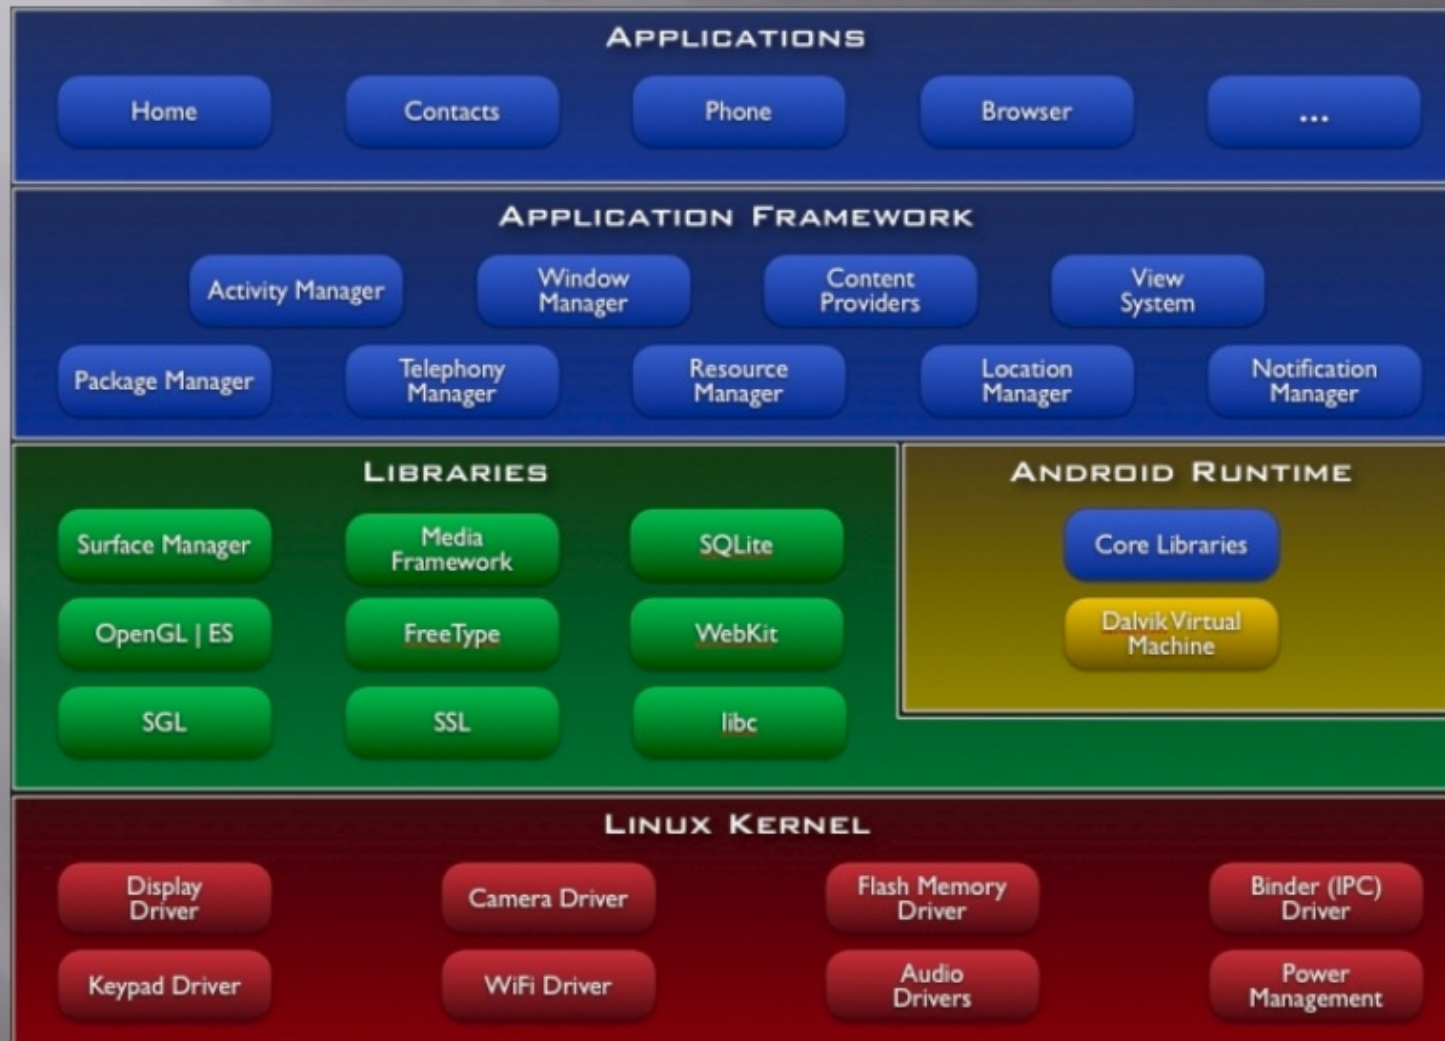 APPLICATIONS
Home
Contacts
Phone
Browser
...
APPLICATION FRAMEWORK
Activity Manager
Window
Manager
Content
Providers
View
System
Package Manager
Telephony
Manager
Resource
Manager
Location
Manager
Notification
Manager
LIBRARIES
Surface Manager
Media
Framework
SQLite
OpenGL | ES
FreeType
WebKit
SGL
SSL
libc
ANDROID RUNTIME
Core Libraries
Dalvik Virtual
Machine
LINUX KERNEL
Display
Driver
Camera Driver
Flash Memory
Driver
Binder (IPC)
Driver
Keypad Driver
WiFi Driver
Audio
Drivers
Power
Management